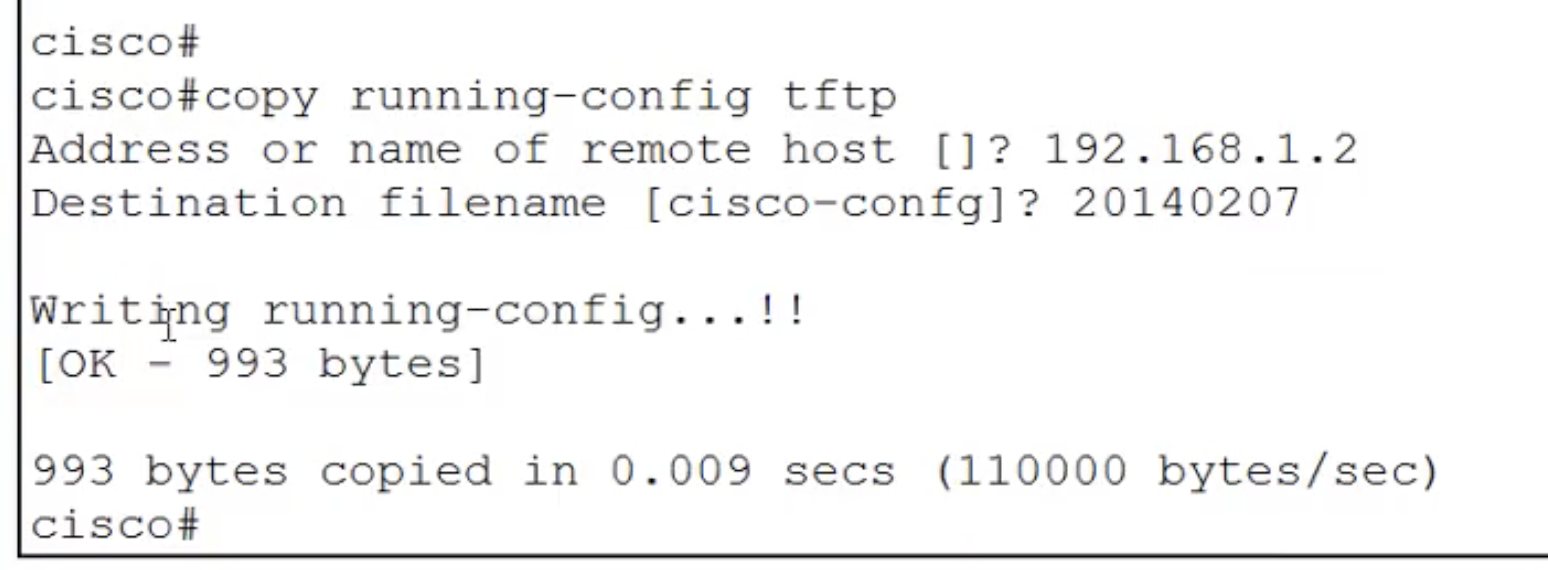 cisco#
cisco#copy running-config tftp
Address or name of remote host []? 192.168.1.2
Destination filename [cisco-confg]? 20140207
Writing running-config...!!
[OK - 993 bytes]
993 bytes copied in 0.009 secs (110000 bytes/sec)
cisco#